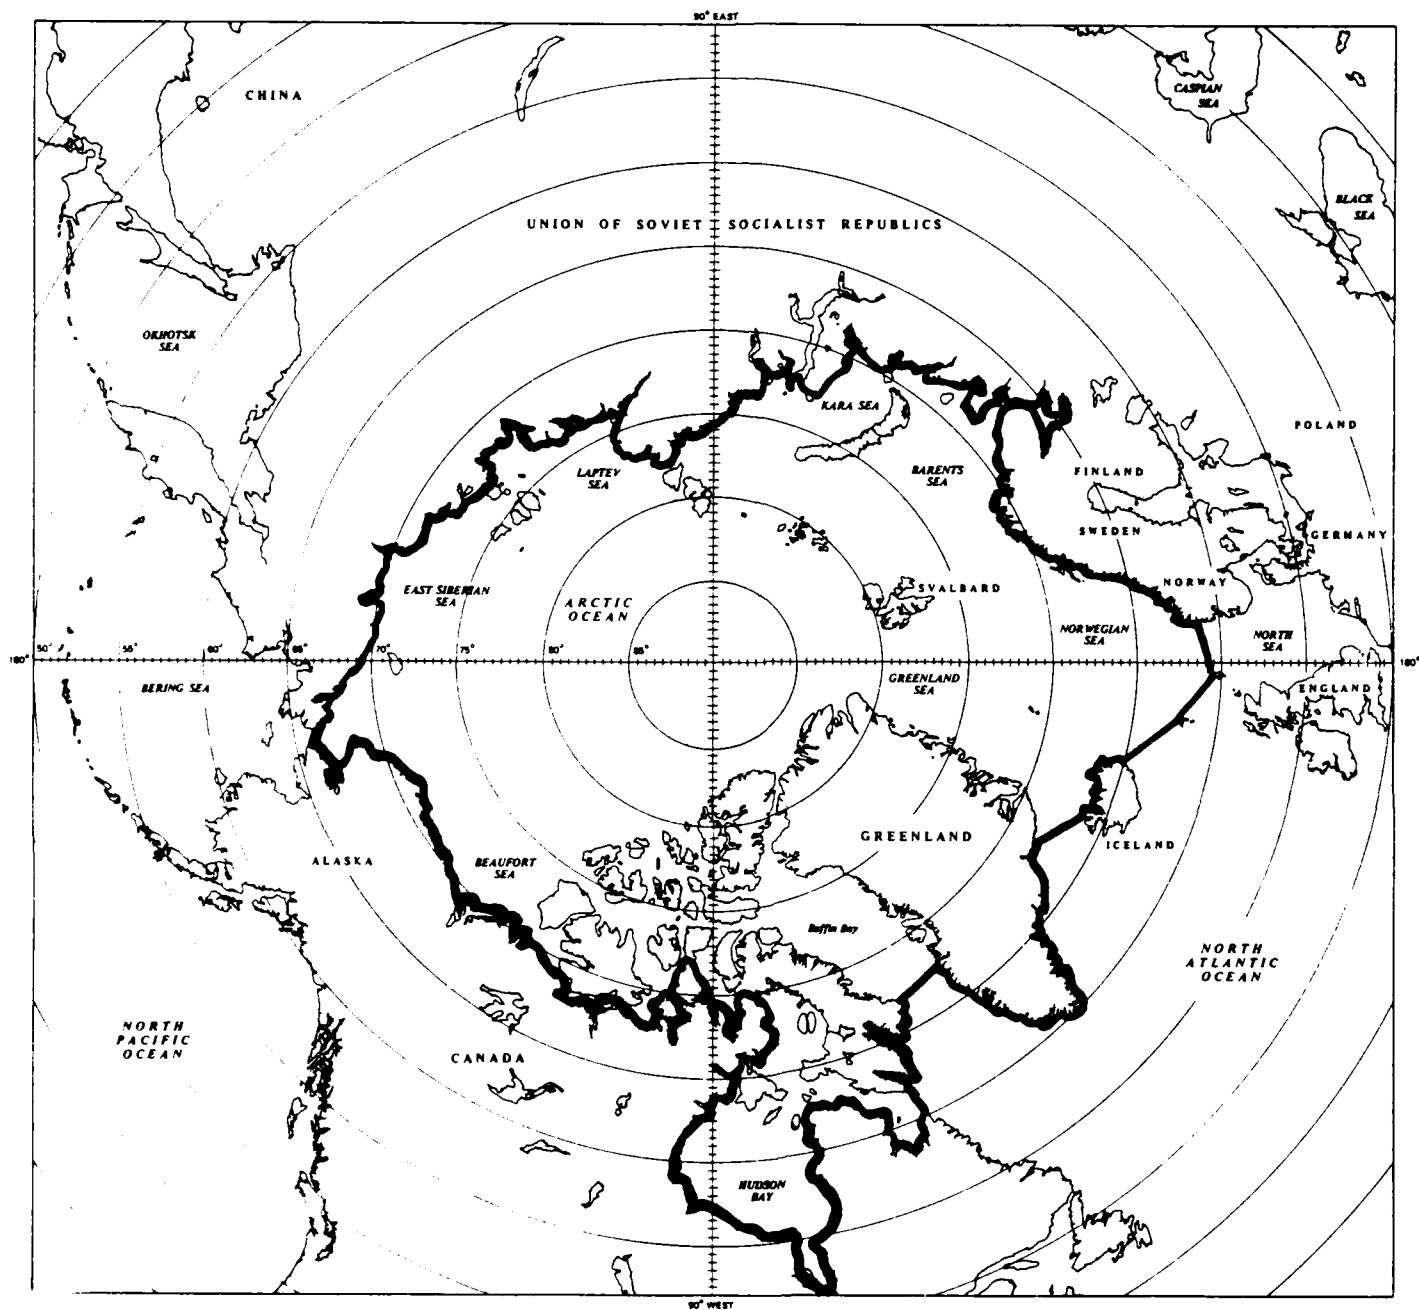 90° EAST
CHINA
CASPIAN
SEA
BLACK
SEA
UNION OF SOVIET SOCIALIST REPUBLICS
OKHOTSK
SEA
KARA SEA
POLAND
LAPTEV
SEA
BARENTS
SEA
FINLAND
SWEDEN
GERMANY
EAST SIBERIAN
SEA
ARCTIC
OCEAN
SVALBARD
NORWAY
NORWEGIAN
SEA
NORTH
SEA
180° 50° 55° 60° 65° 70° 75° 80° 85° 180°
BERING SEA
GREENLAND
SEA
ENGLAND
GREENLAND
ICELAND
ALASKA
BEAUFORT
SEA
Baffin Bay
NORTH
ATLANTIC
OCEAN
NORTH
PACIFIC
OCEAN
CANADA
HUDSON
BAY
90° WEST